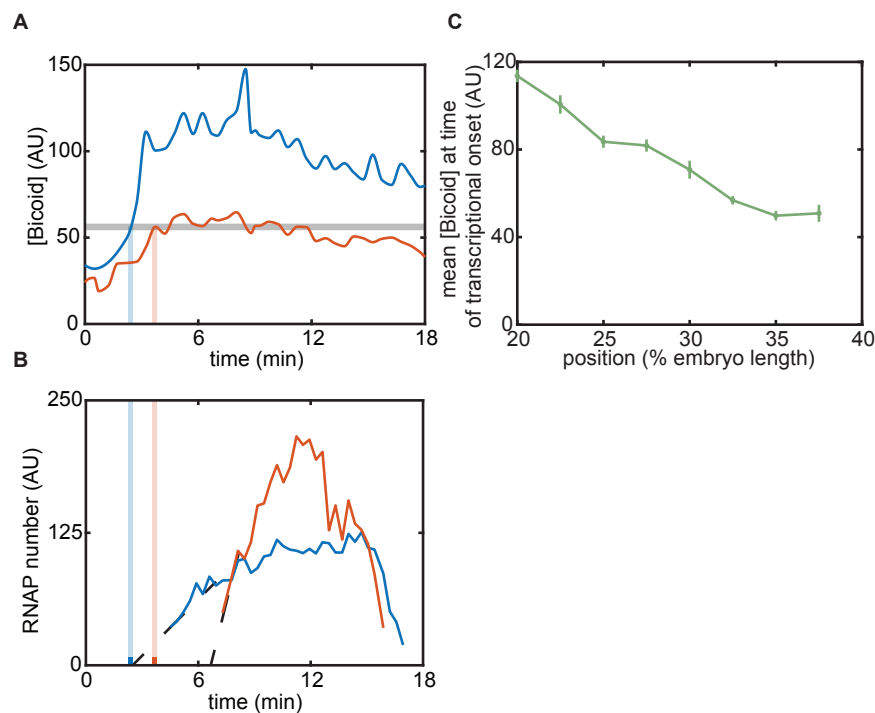 A
150
100
50
0
[Bicoid] (AU)
0 6 12 18
time (min)
B
250
125
0
RNAP number (AU)
0 6 12 18
time (min)
C
120
80
40
0
mean [Bicoid] at time
of transcriptional onset (AU)
20 25 30 35 40
position (% embryo length)